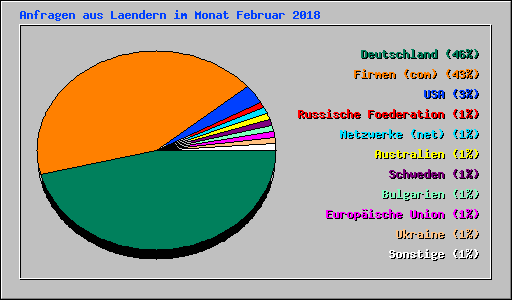 Anfragen aus Laendern im Monat Februar 2018
Deutschland (46%)
Firmen (com) (43%)
USA (3%)
Russische Foederation (1%)
Netzwerke (net) (1%)
Australien (1%)
Schweden (1%)
Bulgarien (1%)
Europäische Union (1%)
Ukraine (1%)
Sonstige (1%)